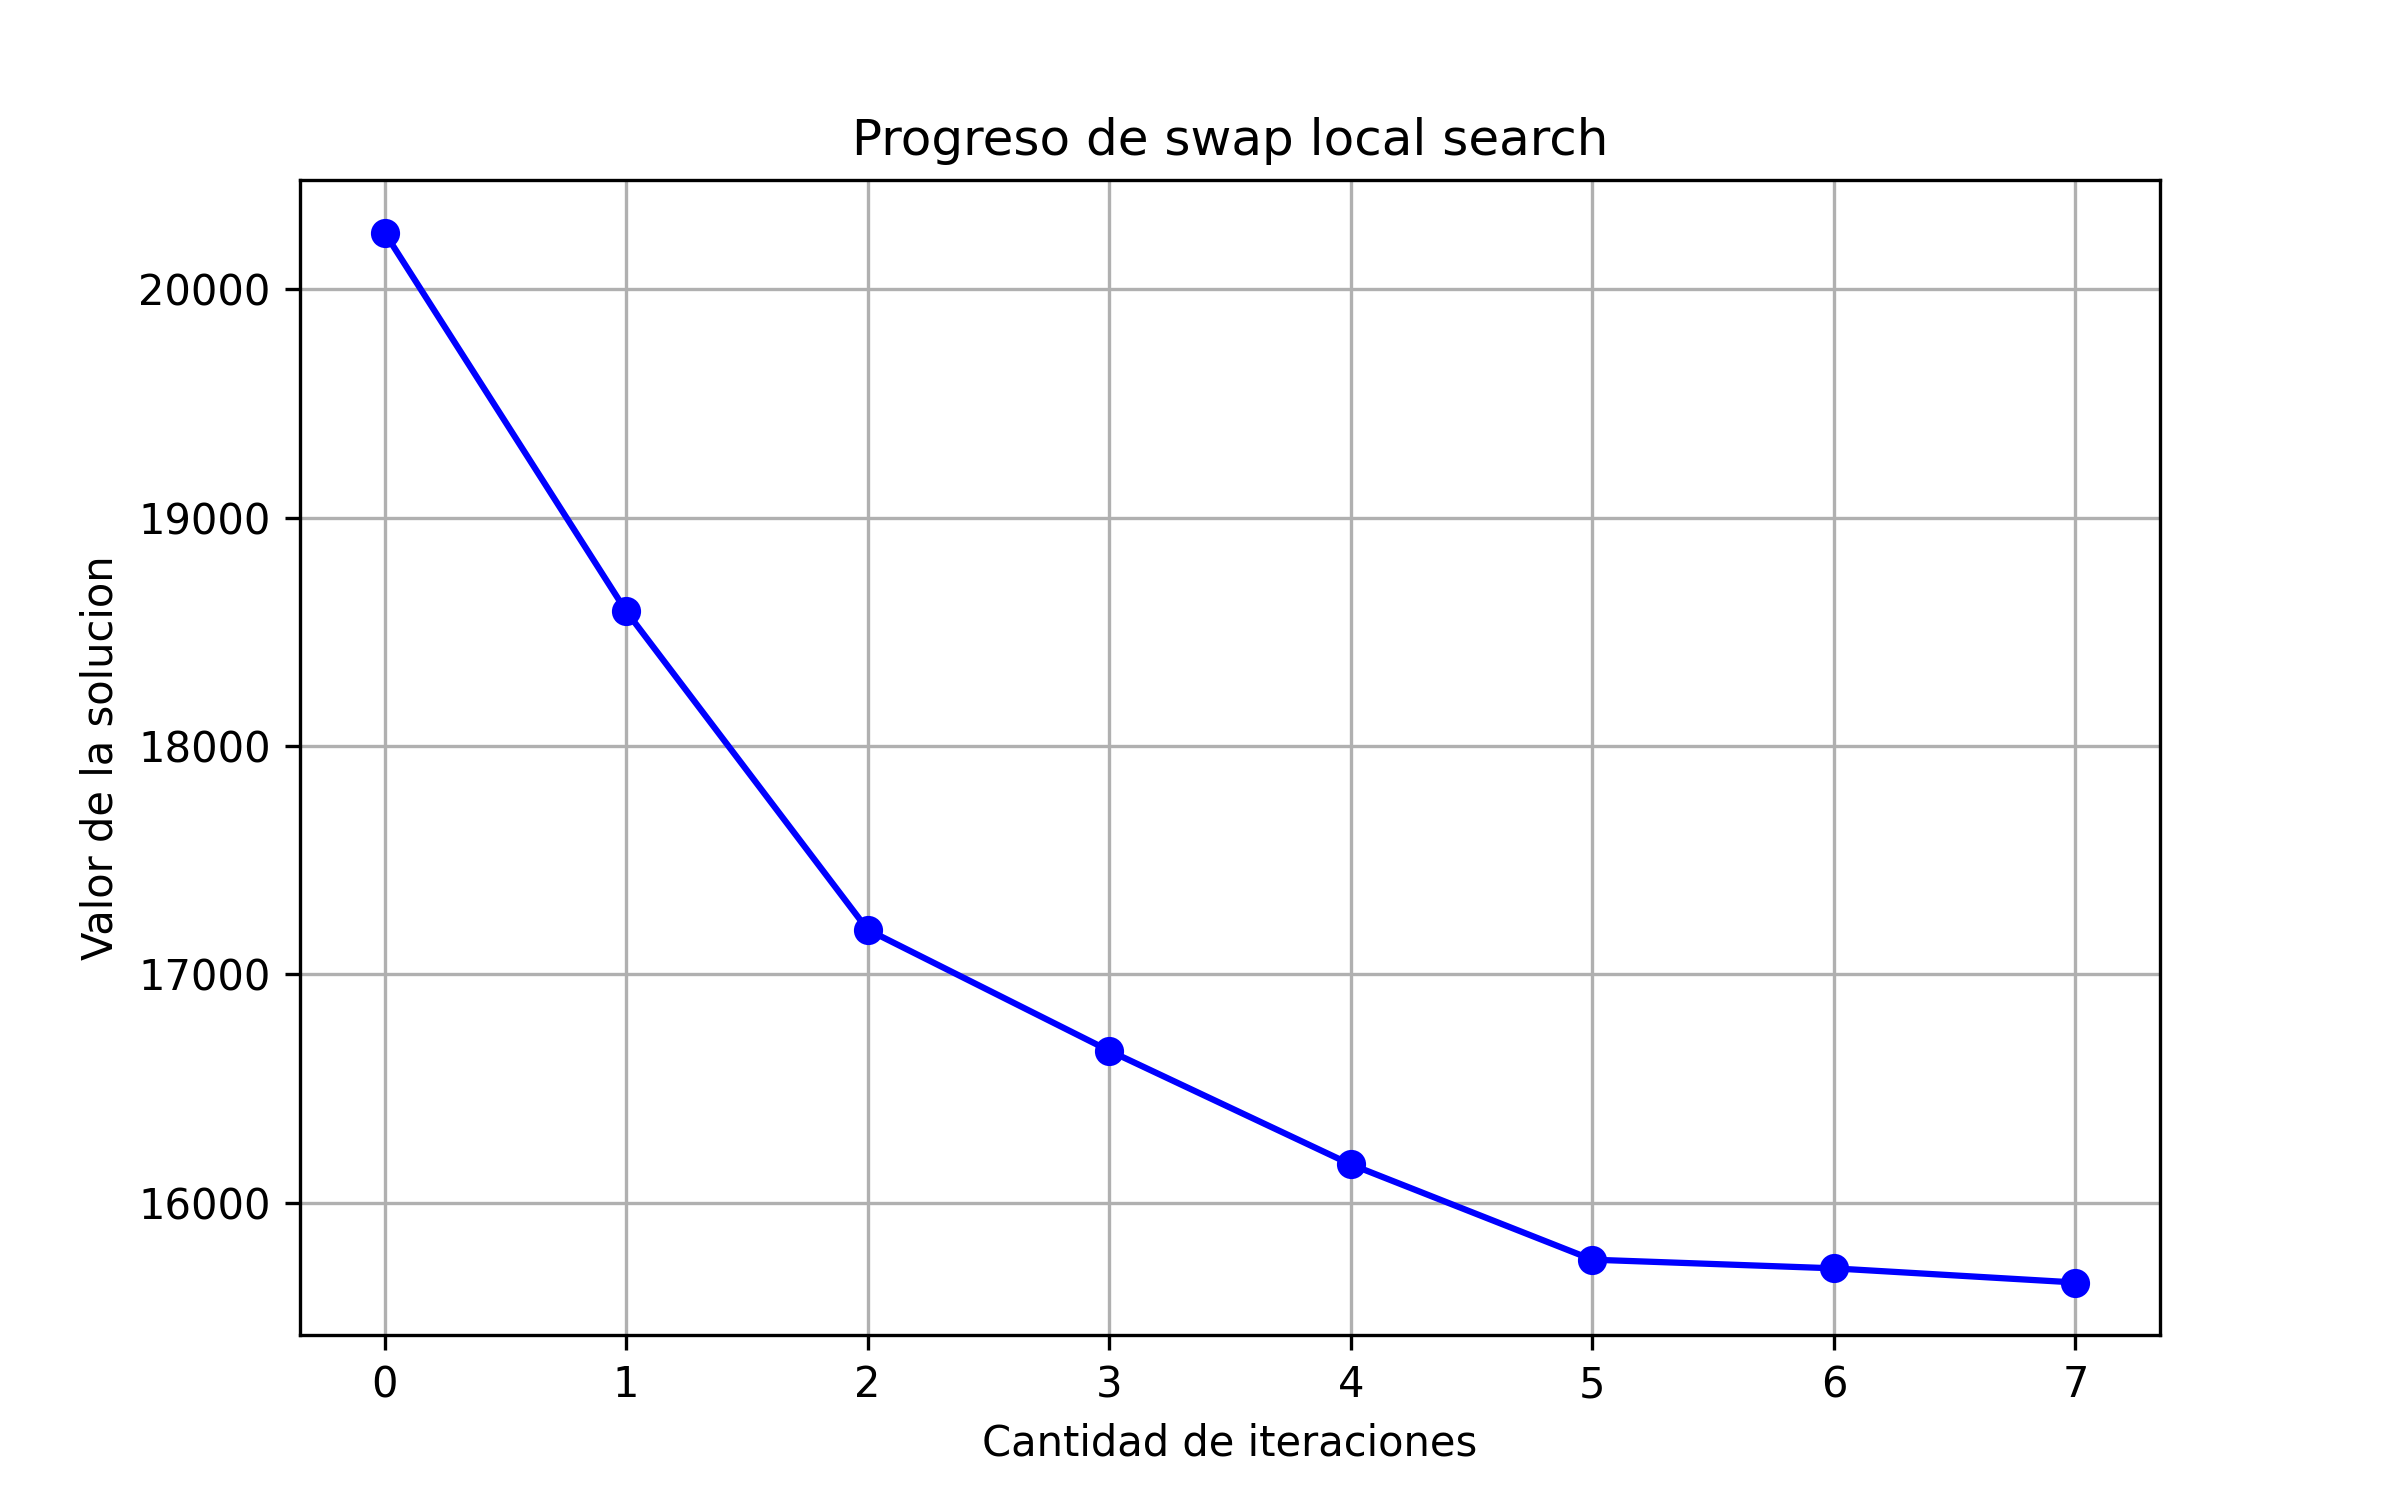 Progreso de swap local search
Valor de la solucion
20000
19000
18000
17000
16000
0 1 2 3 4 5 6 7
Cantidad de iteraciones